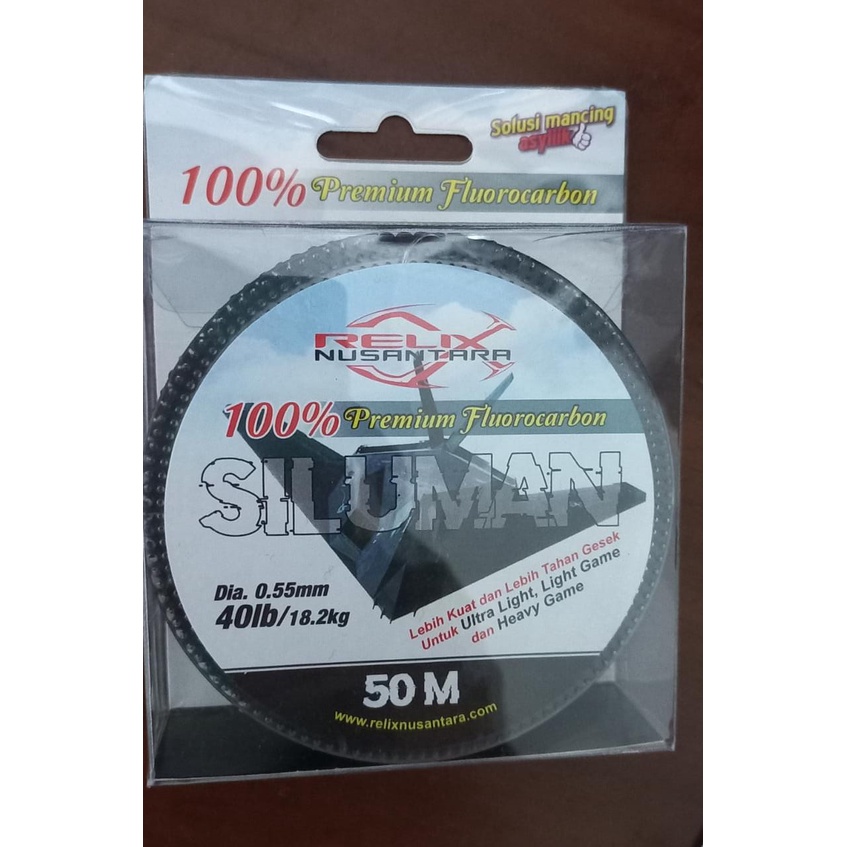 Solusi mancing
asyiiik
100% Premium Fluorocarbon
RELIX
NUSANTARA
100% Premium Fluorocarbon
SILUMAN
Dia. 0.55mm
40lb/18.2kg
Lebih Kuat dan Lebih Tahan Gesek
Untuk Ultra Light, Light Game
dan Heavy Game
50 M
www.relixnusantara.com